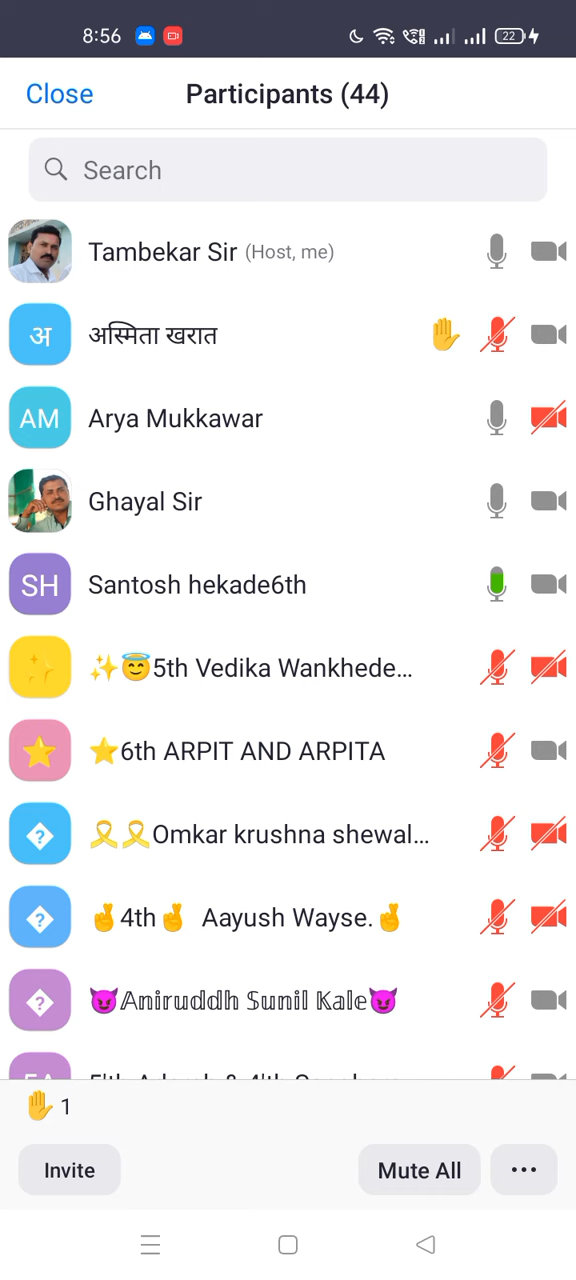 8:56
22
Close
Participants (44)
Search
Tambekar Sir (Host, me)
अ
अस्मिता खरात
AM
Arya Mukkawar
Ghayal Sir
SH
Santosh hekade6th
✨😇5th Vedika Wankhede...
⭐6th ARPIT AND ARPITA
?
🎗🎗Omkar krushna shewal...
?
🤞4th🤞 Aayush Wayse.🤞
?
😈𝔸𝕟𝕚𝕣𝕦𝕕𝕕𝕙 𝕊𝕦𝕟𝕚𝕝 𝕂𝕒𝕝𝕖😈
✋ 1
Invite
Mute All